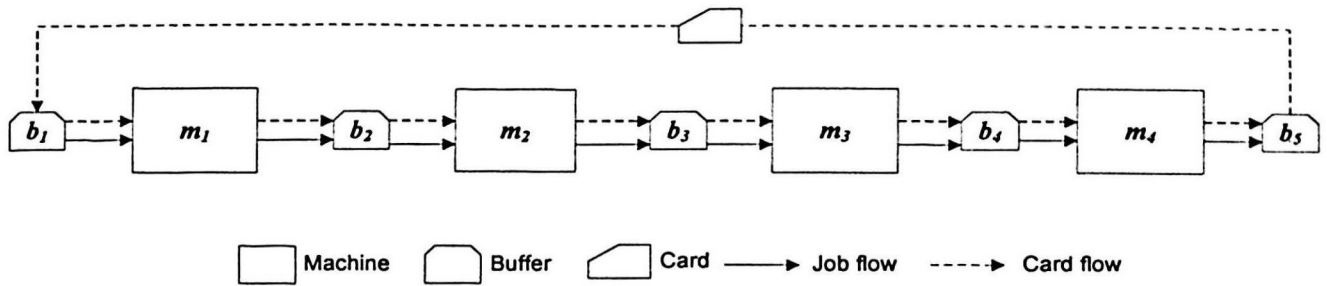 b₁ m₁ b₂ m₂ b₃ m₃ b₄ m₄ b₅
Machine Buffer Card Job flow Card flow